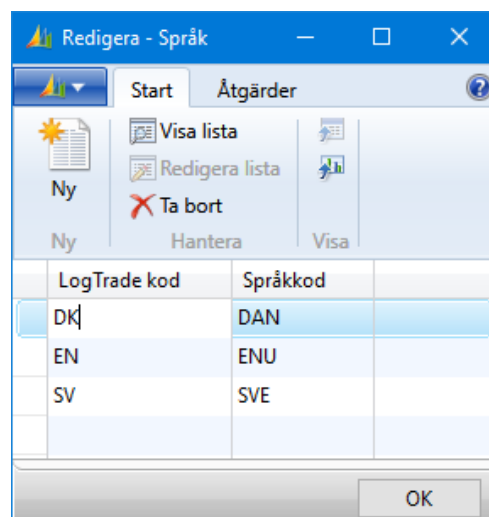 Redigera - Språk
Start Åtgärder
Visa lista
Redigera lista
Ny Ta bort
Ny Hantera Visa
LogTrade kod Språkkod
DK DAN
EN ENU
SV SVE
OK